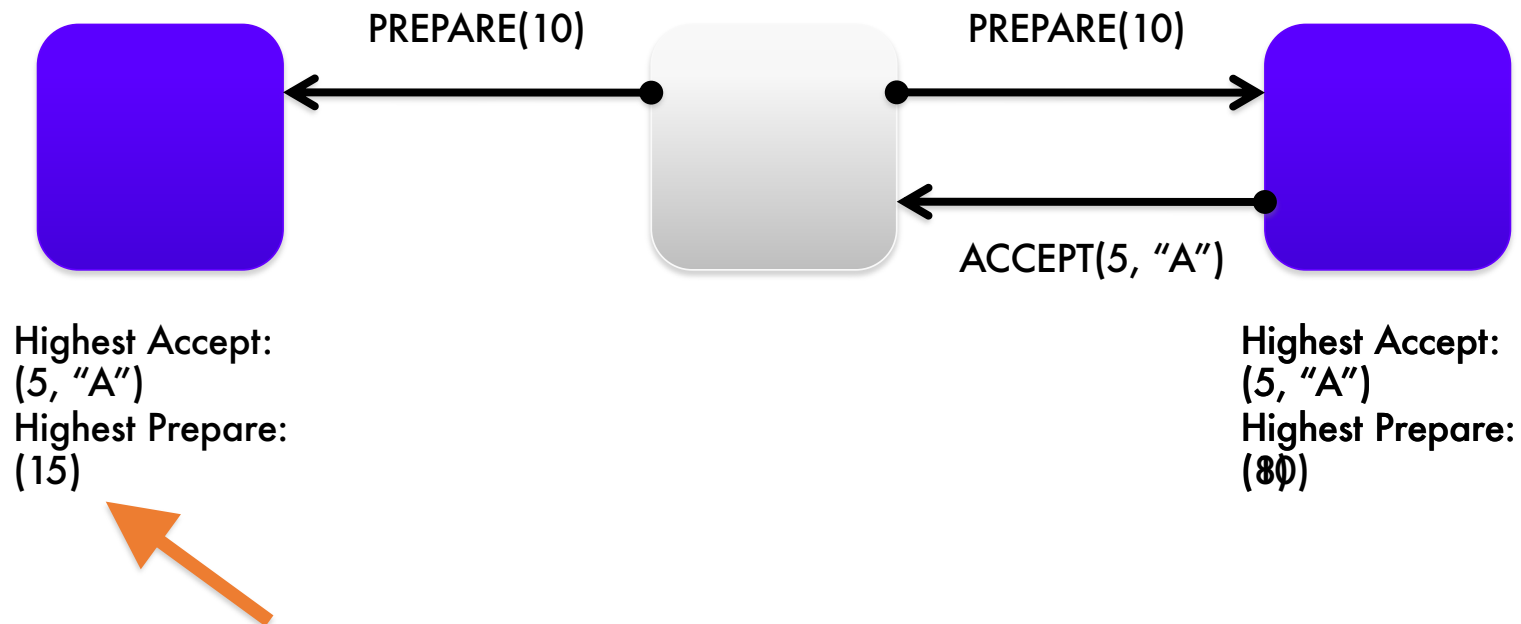 PREPARE(10)
PREPARE(10)
ACCEPT(5, “A”)
Highest Accept:
(5, “A”)
Highest Prepare:
(15)
Highest Accept:
(5, “A”)
Highest Prepare: